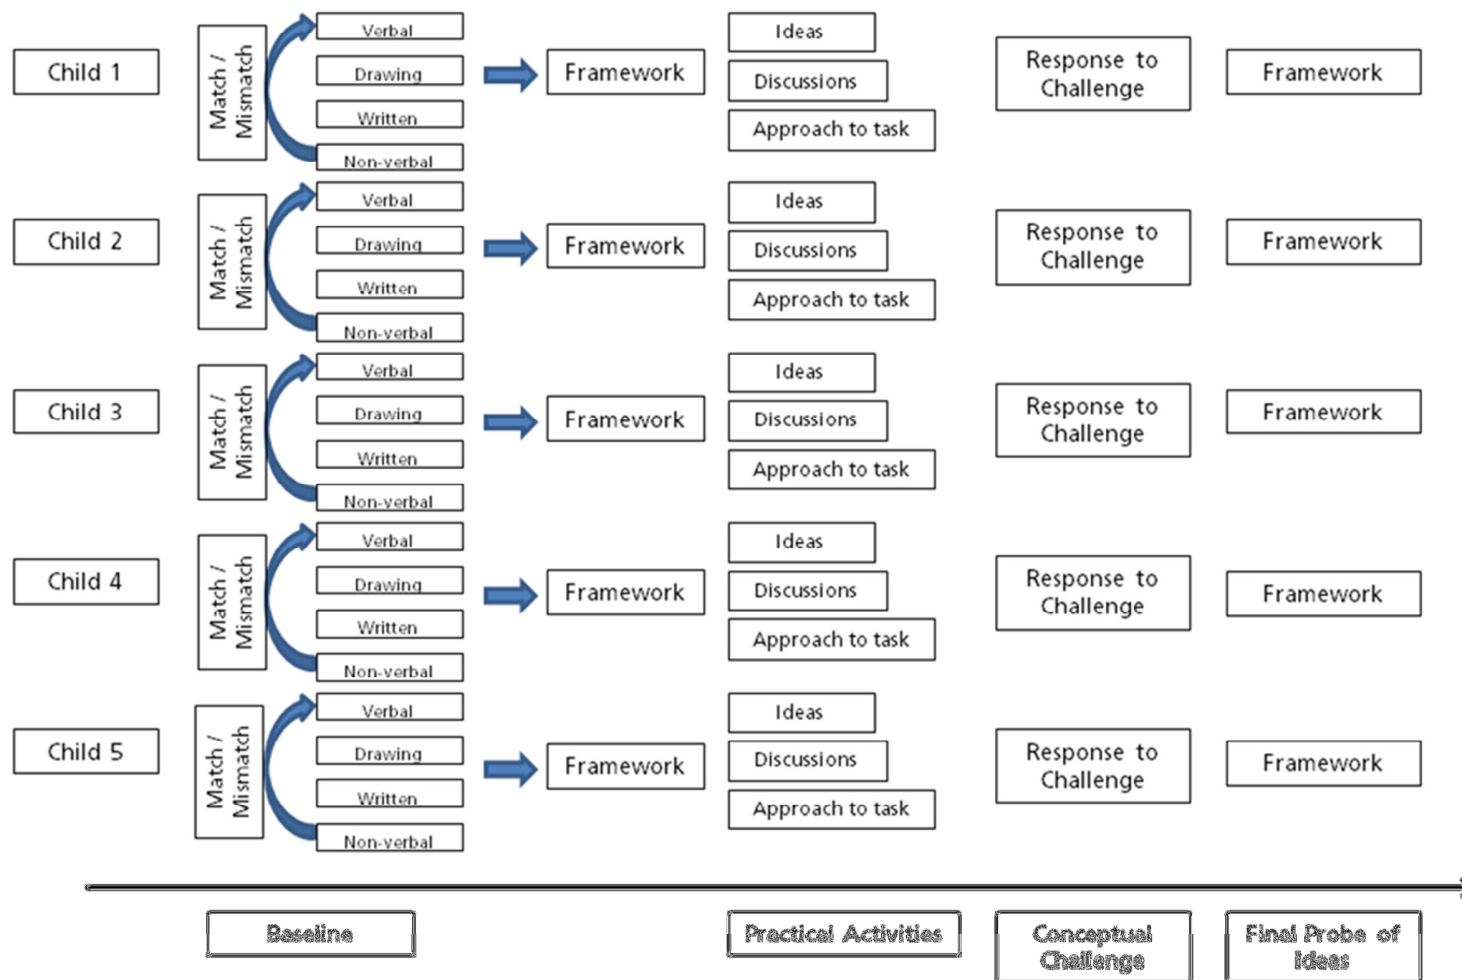 Child 1
Match /
Mismatch
Verbal
Drawing
Written
Non-verbal
Framework
Ideas
Discussions
Approach to task
Response to
Challenge
Framework
Child 2
Match /
Mismatch
Verbal
Drawing
Written
Non-verbal
Framework
Ideas
Discussions
Approach to task
Response to
Challenge
Framework
Child 3
Match /
Mismatch
Verbal
Drawing
Written
Non-verbal
Framework
Ideas
Discussions
Approach to task
Response to
Challenge
Framework
Child 4
Match /
Mismatch
Verbal
Drawing
Written
Non-verbal
Framework
Ideas
Discussions
Approach to task
Response to
Challenge
Framework
Child 5
Match /
Mismatch
Verbal
Drawing
Written
Non-verbal
Framework
Ideas
Discussions
Approach to task
Response to
Challenge
Framework
Baseline
Practical Activities
Conceptual
Challenge
Final Probe of
Ideas